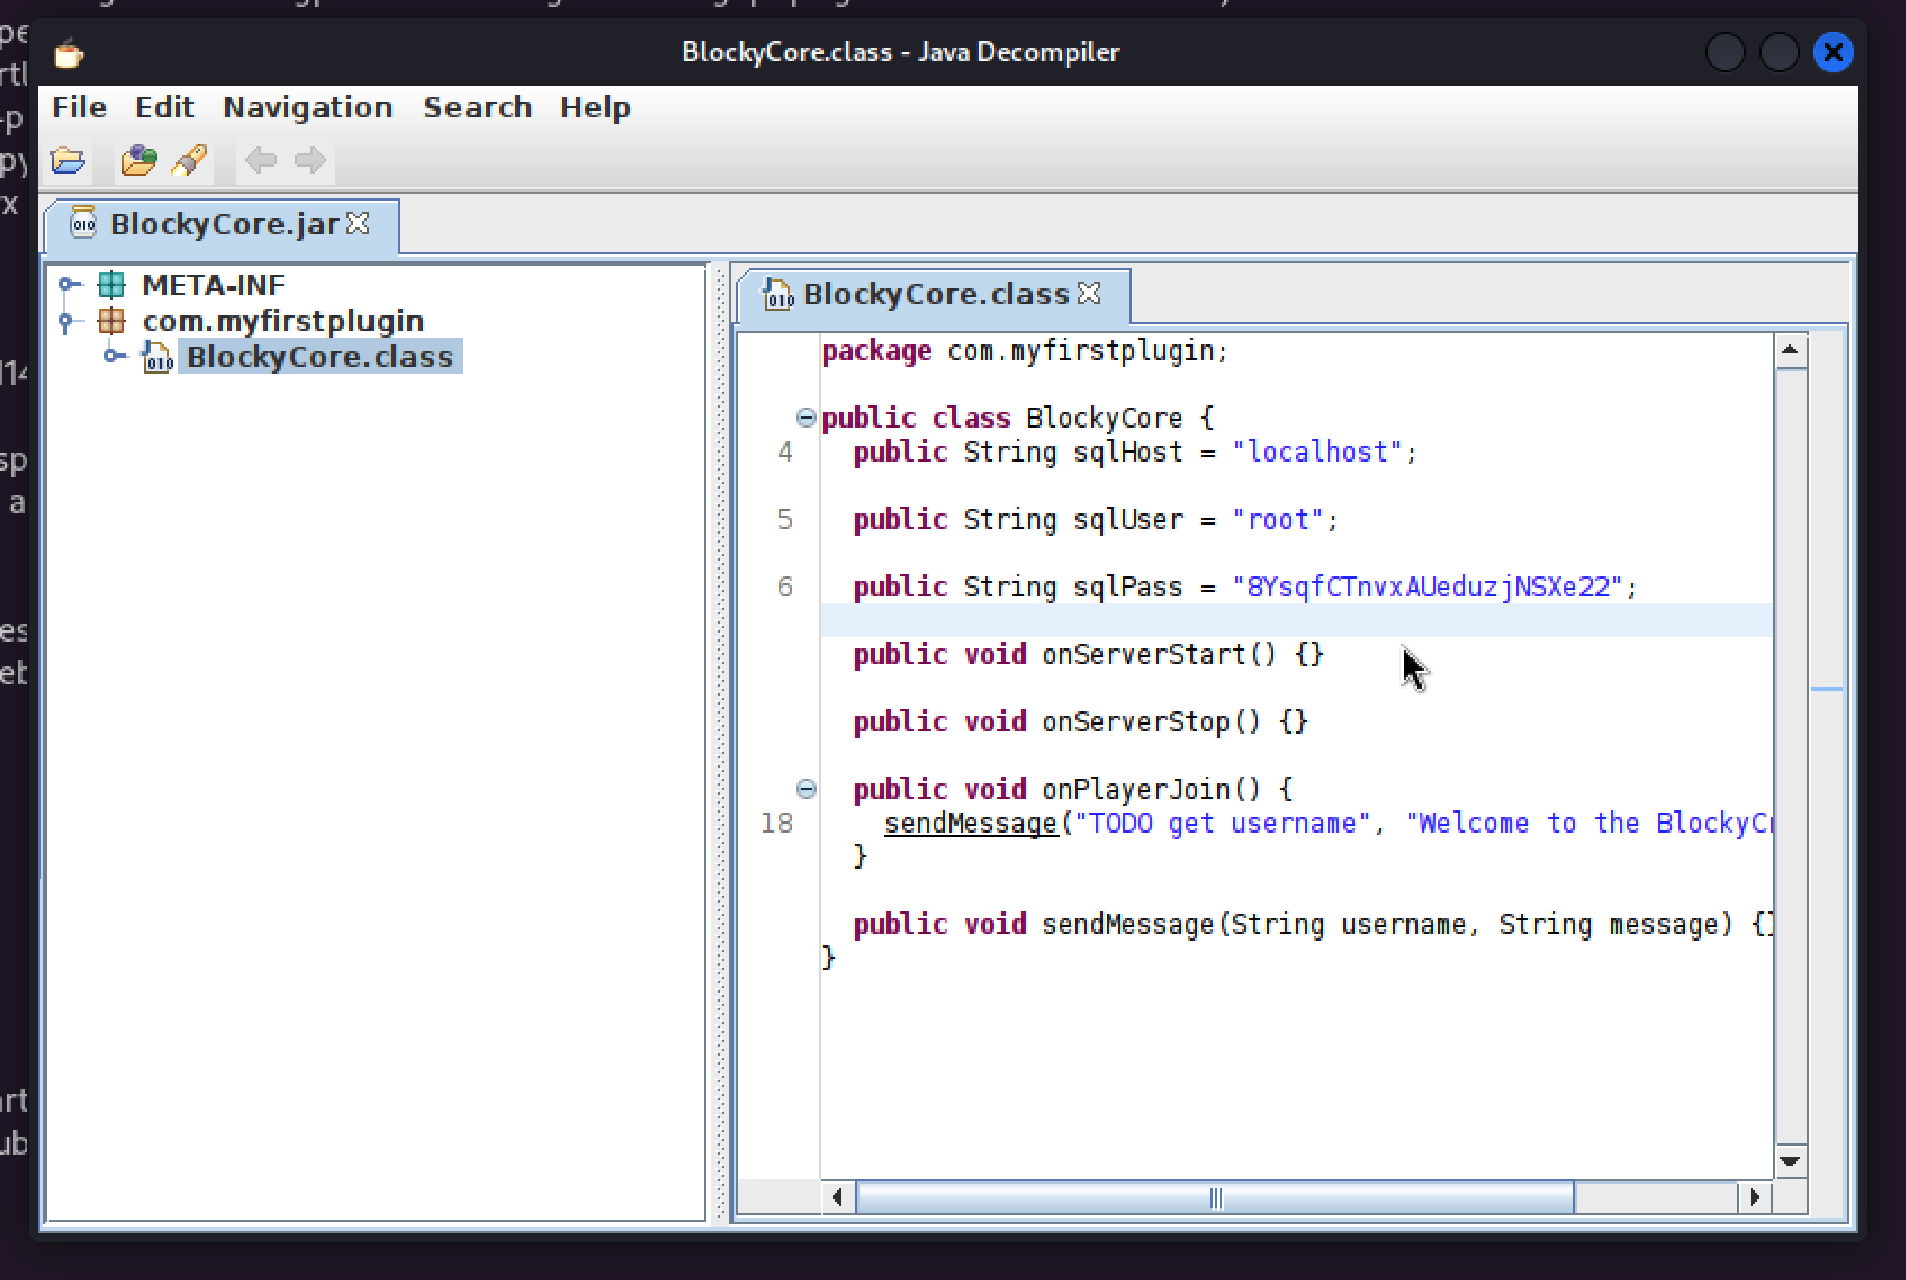 BlockyCore.class - Java Decompiler
File Edit Navigation Search Help
BlockyCore.jar
META-INF
com.myfirstplugin
BlockyCore.class
BlockyCore.class
package com.myfirstplugin;
public class BlockyCore {
4 public String sqlHost = "localhost";
5 public String sqlUser = "root";
6 public String sqlPass = "8YsqfCTnvxAUeduzjNSXe22";
public void onServerStart() {}
public void onServerStop() {}
public void onPlayerJoin() {
18 sendMessage("TODO get username", "Welcome to the BlockyCr
}
public void sendMessage(String username, String message) {}
}